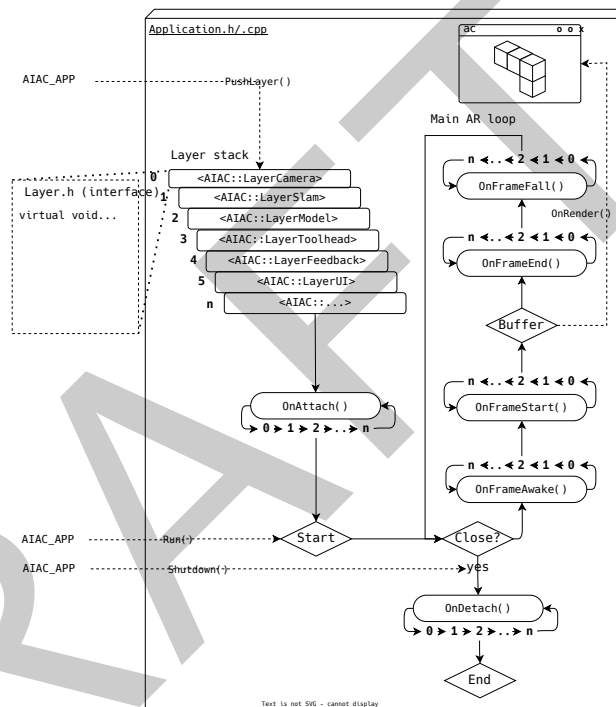 Application.h/.cpp
ac
o o x
AIAC_APP
PushLayer()
Main AR loop
Layer stack
n ... 2 1 0
0
<AIAC::LayerCamera>
OnFrameFall()
Layer.h (interface)
1
<AIAC::LayerSlam>
virtual void...
2
<AIAC::LayerModel>
OnRender()
3
<AIAC::LayerToolhead>
n ... 2 1 0
4
<AIAC::LayerFeedback>
OnFrameEnd()
5
<AIAC::LayerUI>
n
<AIAC::...>
Buffer
n ... 2 1 0
OnAttach()
OnFrameStart()
0 1 2 ... n
n ... 2 1 0
OnFrameAwake()
AIAC_APP
Run()
Start
Close?
AIAC_APP
Shutdown()
yes
OnDetach()
0 1 2 ... n
End
Text is not SVG - cannot display
RAFT